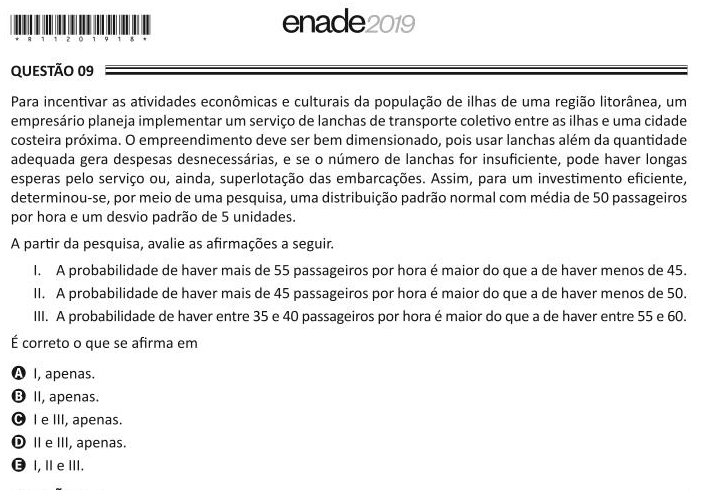 *R1120191 8*
enade2019
QUESTÃO 09
Para incentivar as atividades econômicas e culturais da população de ilhas de uma região litorânea, um
empresário planeja implementar um serviço de lanchas de transporte coletivo entre as ilhas e uma cidade
costeira próxima. O empreendimento deve ser bem dimensionado, pois usar lanchas além da quantidade
adequada gera despesas desnecessárias, e se o número de lanchas for insuficiente, pode haver longas
esperas pelo serviço ou, ainda, superlotação das embarcações. Assim, para um investimento eficiente,
determinou-se, por meio de uma pesquisa, uma distribuição padrão normal com média de 50 passageiros
por hora e um desvio padrão de 5 unidades.
A partir da pesquisa, avalie as afirmações a seguir.
I. A probabilidade de haver mais de 55 passageiros por hora é maior do que a de haver menos de 45.
II. A probabilidade de haver mais de 45 passageiros por hora é maior do que a de haver menos de 50.
III. A probabilidade de haver entre 35 e 40 passageiros por hora é maior do que a de haver entre 55 e 60.
É correto o que se afirma em
A I, apenas.
B II, apenas.
C I e III, apenas.
D II e III, apenas.
E I, II e III.